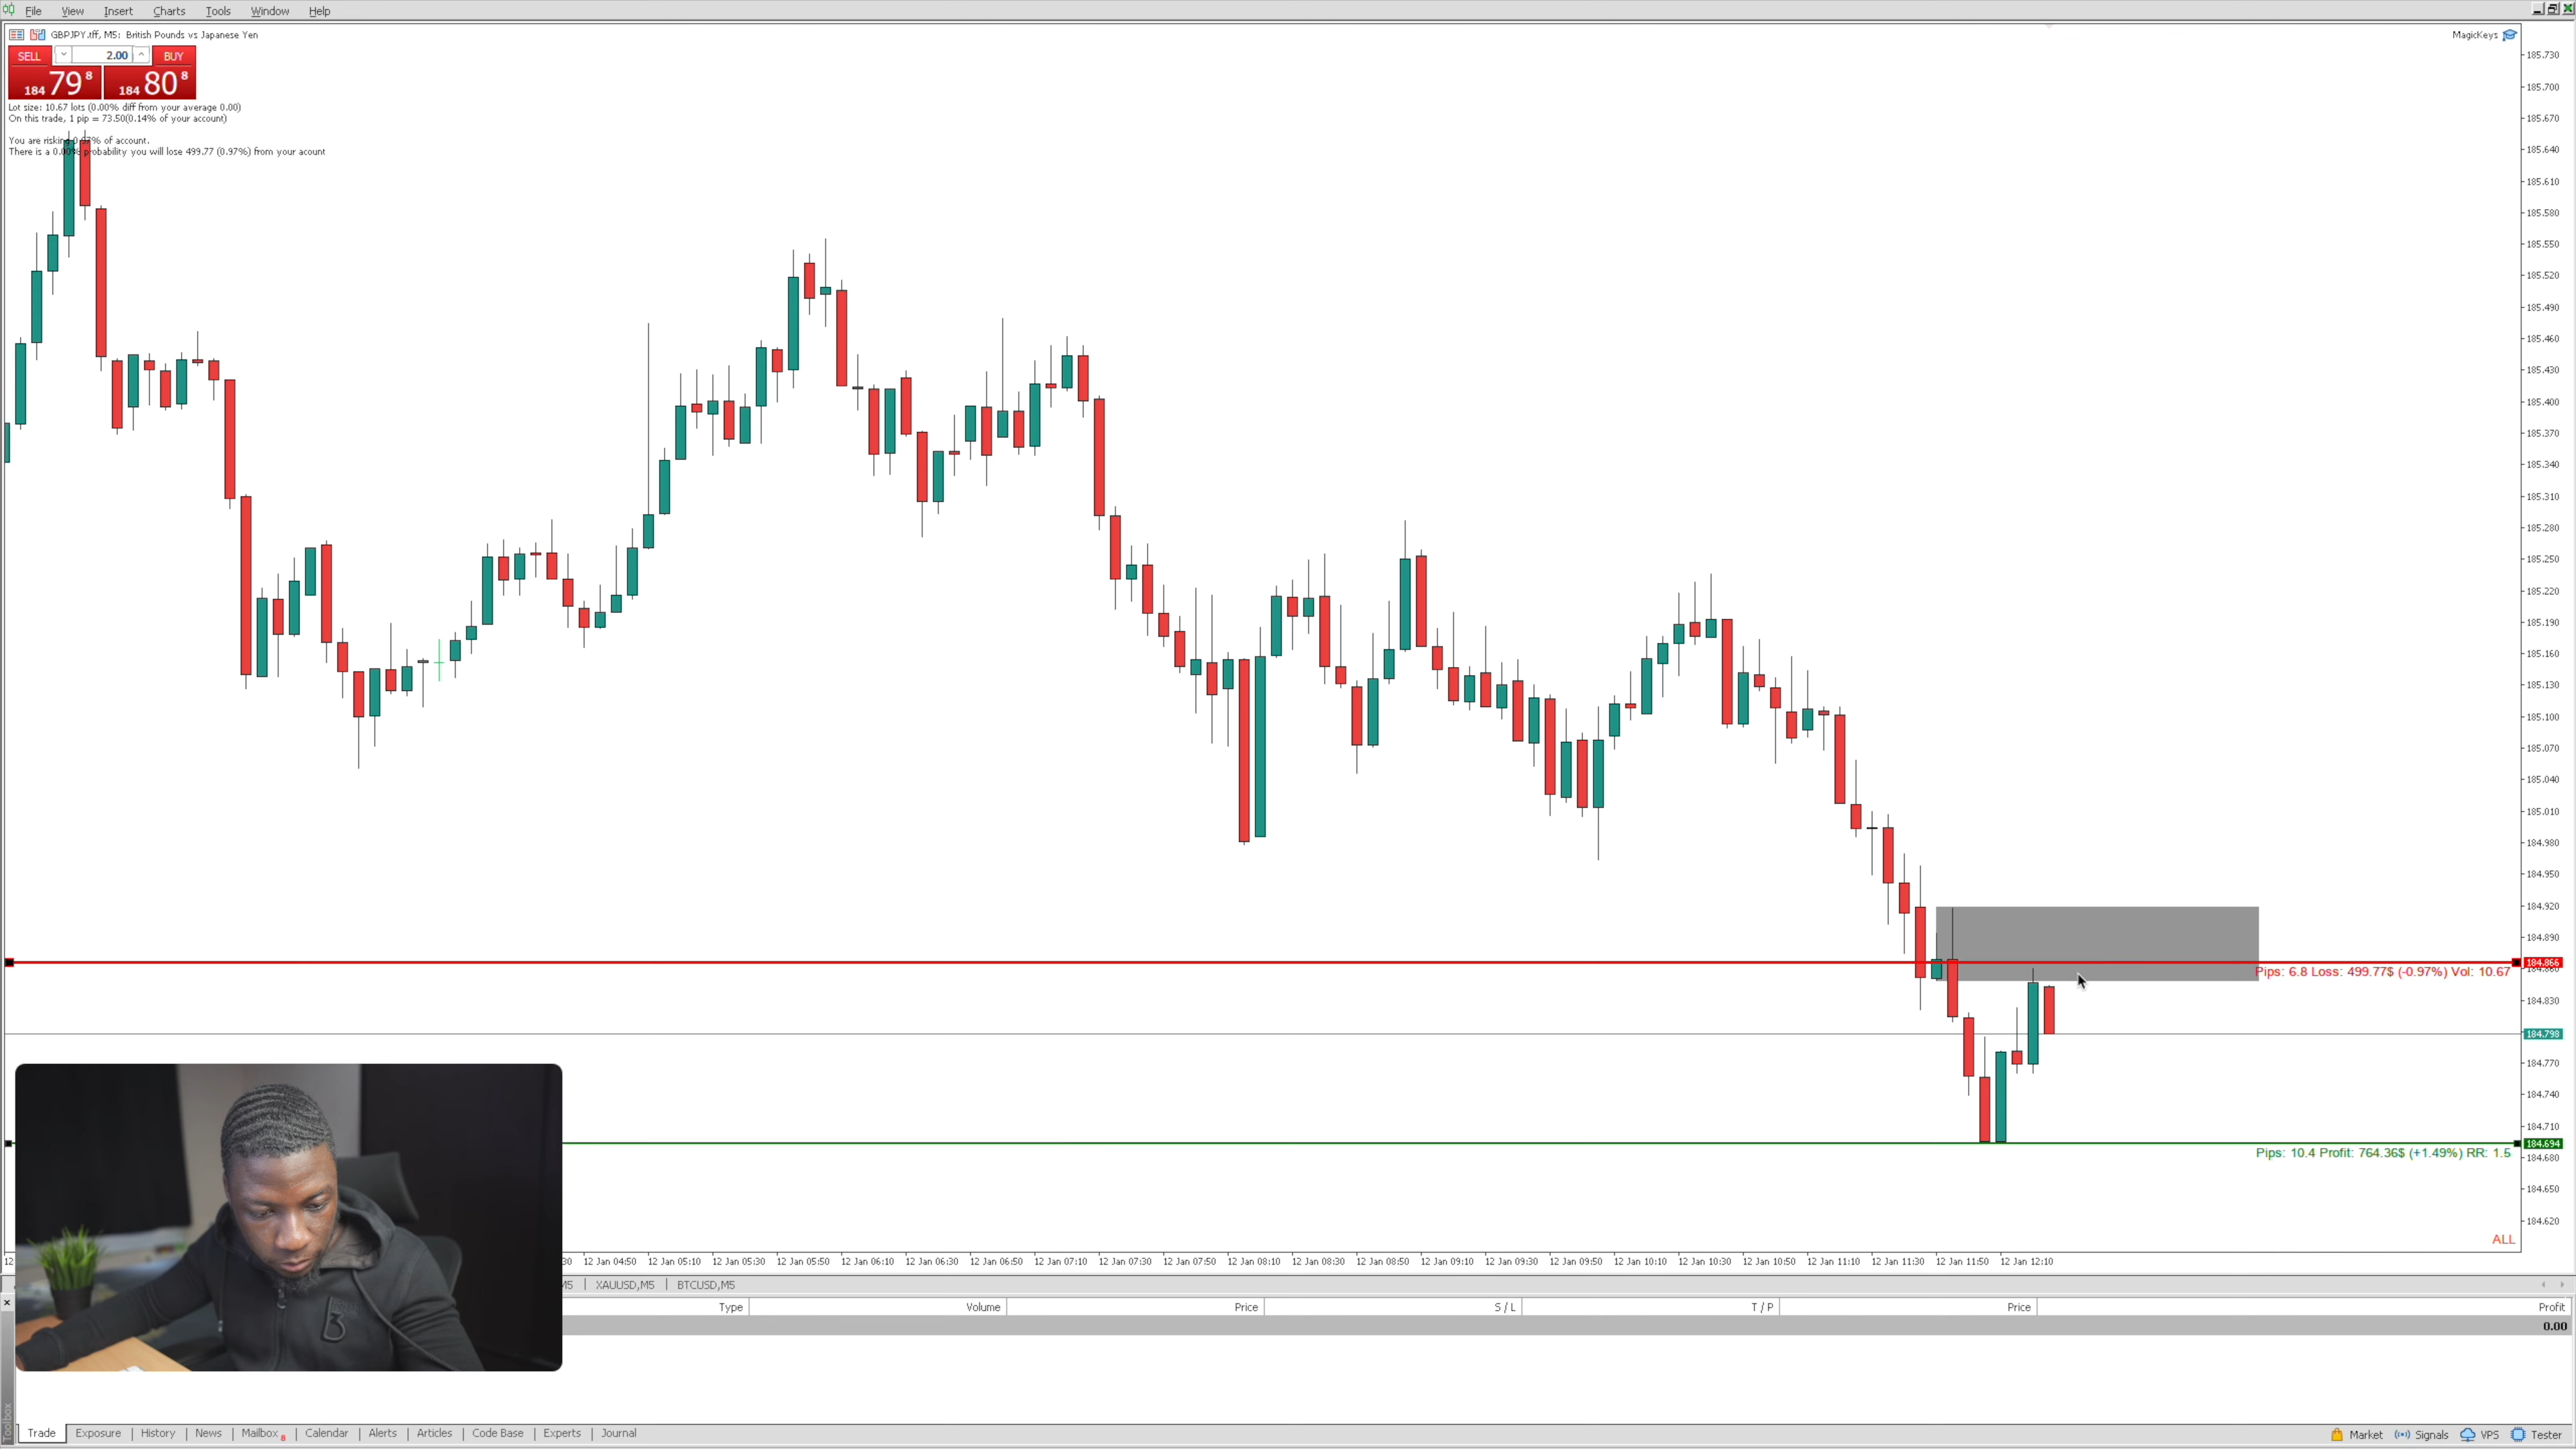 File View Insert Charts Tools Window Help
GBPJPY.tff, M5: British Pounds vs Japanese Yen
MagicKeys
SELL 2.00 BUY
184 79 8 184 80 8
Lot size: 10.67 lots (0.00% diff from your average 0.00)
On this trade, 1 pip = 73.50(0.14% of your account)
You are risking 0.97% of account.
There is a 0.00% probability you will lose 499.77 (0.97%) from your acount
185.730
185.700
185.670
185.640
185.610
185.580
185.550
185.520
185.490
185.460
185.430
185.400
185.370
185.340
185.310
185.280
185.250
185.220
185.190
185.160
185.130
185.100
185.070
185.040
185.010
184.980
184.950
184.920
184.890
184.866
184.860
Pips: 6.8 Loss: 499.77$ (-0.97%) Vol: 10.67
184.830
184.798
184.770
184.740
184.710
184.694
Pips: 10.4 Profit: 764.36$ (+1.49%) RR: 1.5
184.680
184.650
184.620
ALL
12 30 12 Jan 04:50 12 Jan 05:10 12 Jan 05:30 12 Jan 05:50 12 Jan 06:10 12 Jan 06:30 12 Jan 06:50 12 Jan 07:10 12 Jan 07:30 12 Jan 07:50 12 Jan 08:10 12 Jan 08:30 12 Jan 08:50 12 Jan 09:10 12 Jan 09:30 12 Jan 09:50 12 Jan 10:10 12 Jan 10:30 12 Jan 10:50 12 Jan 11:10 12 Jan 11:30 12 Jan 11:50 12 Jan 12:10
M5 | XAUUSD,M5 | BTCUSD,M5
Type Volume Price S / L T / P Price Profit
0.00
Toolbox
Trade Exposure History News Mailbox 8 Calendar Alerts Articles Code Base Experts Journal
Market Signals VPS Tester